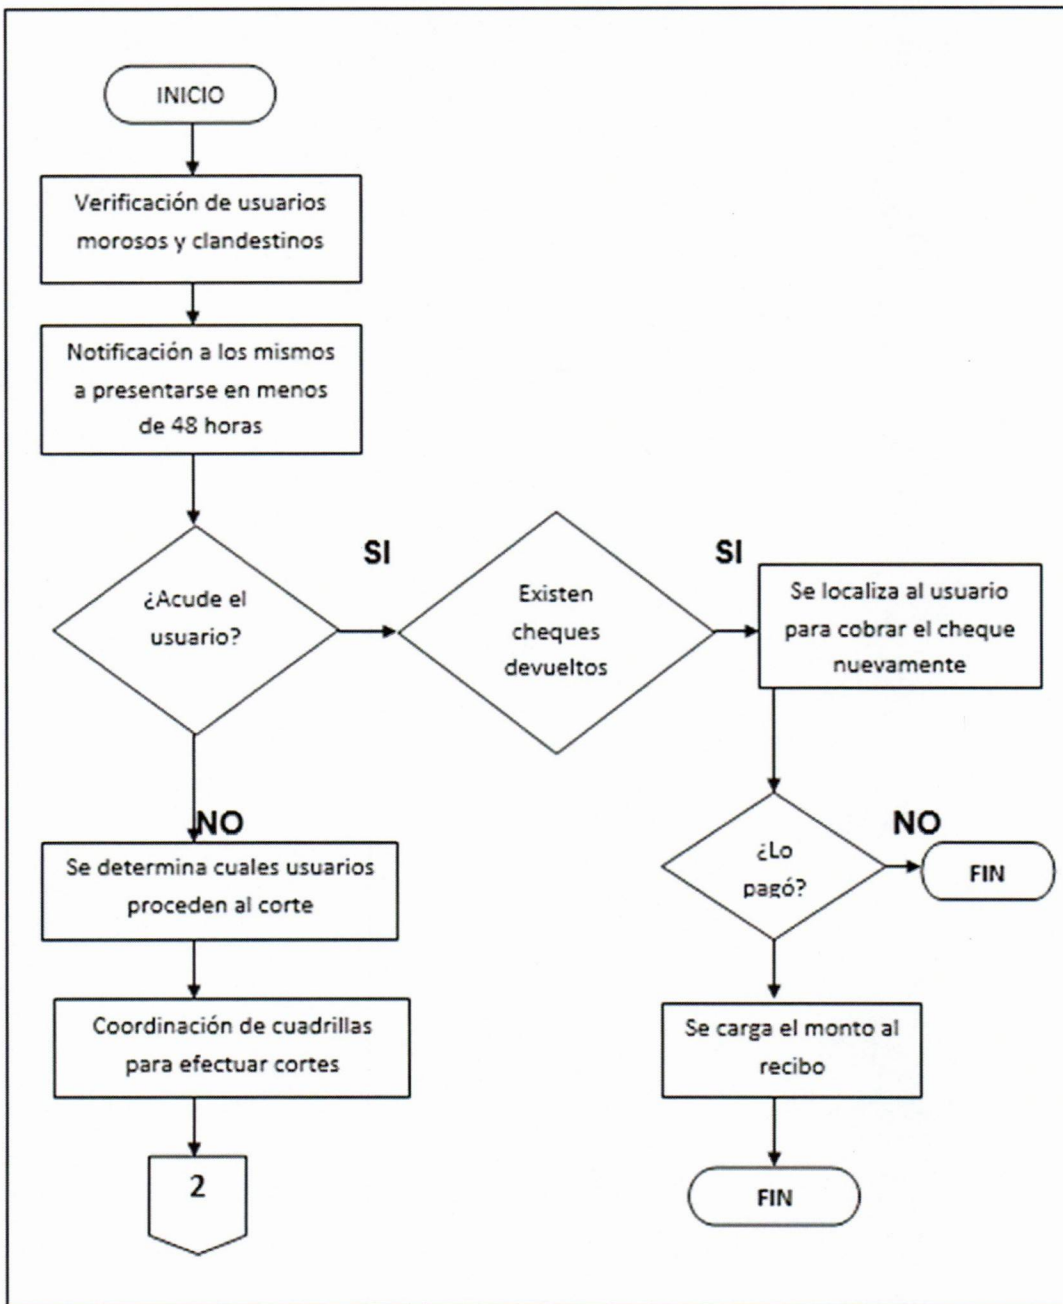 INICIO
Verificación de usuarios
morosos y clandestinos
Notificación a los mismos
a presentarse en menos
de 48 horas
¿Acude el
usuario?
SI
Existen
cheques
devueltos
SI
Se localiza al usuario
para cobrar el cheque
nuevamente
NO
Se determina cuales usuarios
proceden al corte
Coordinación de cuadrillas
para efectuar cortes
2
¿Lo
pagó?
NO
FIN
Se carga el monto al
recibo
FIN